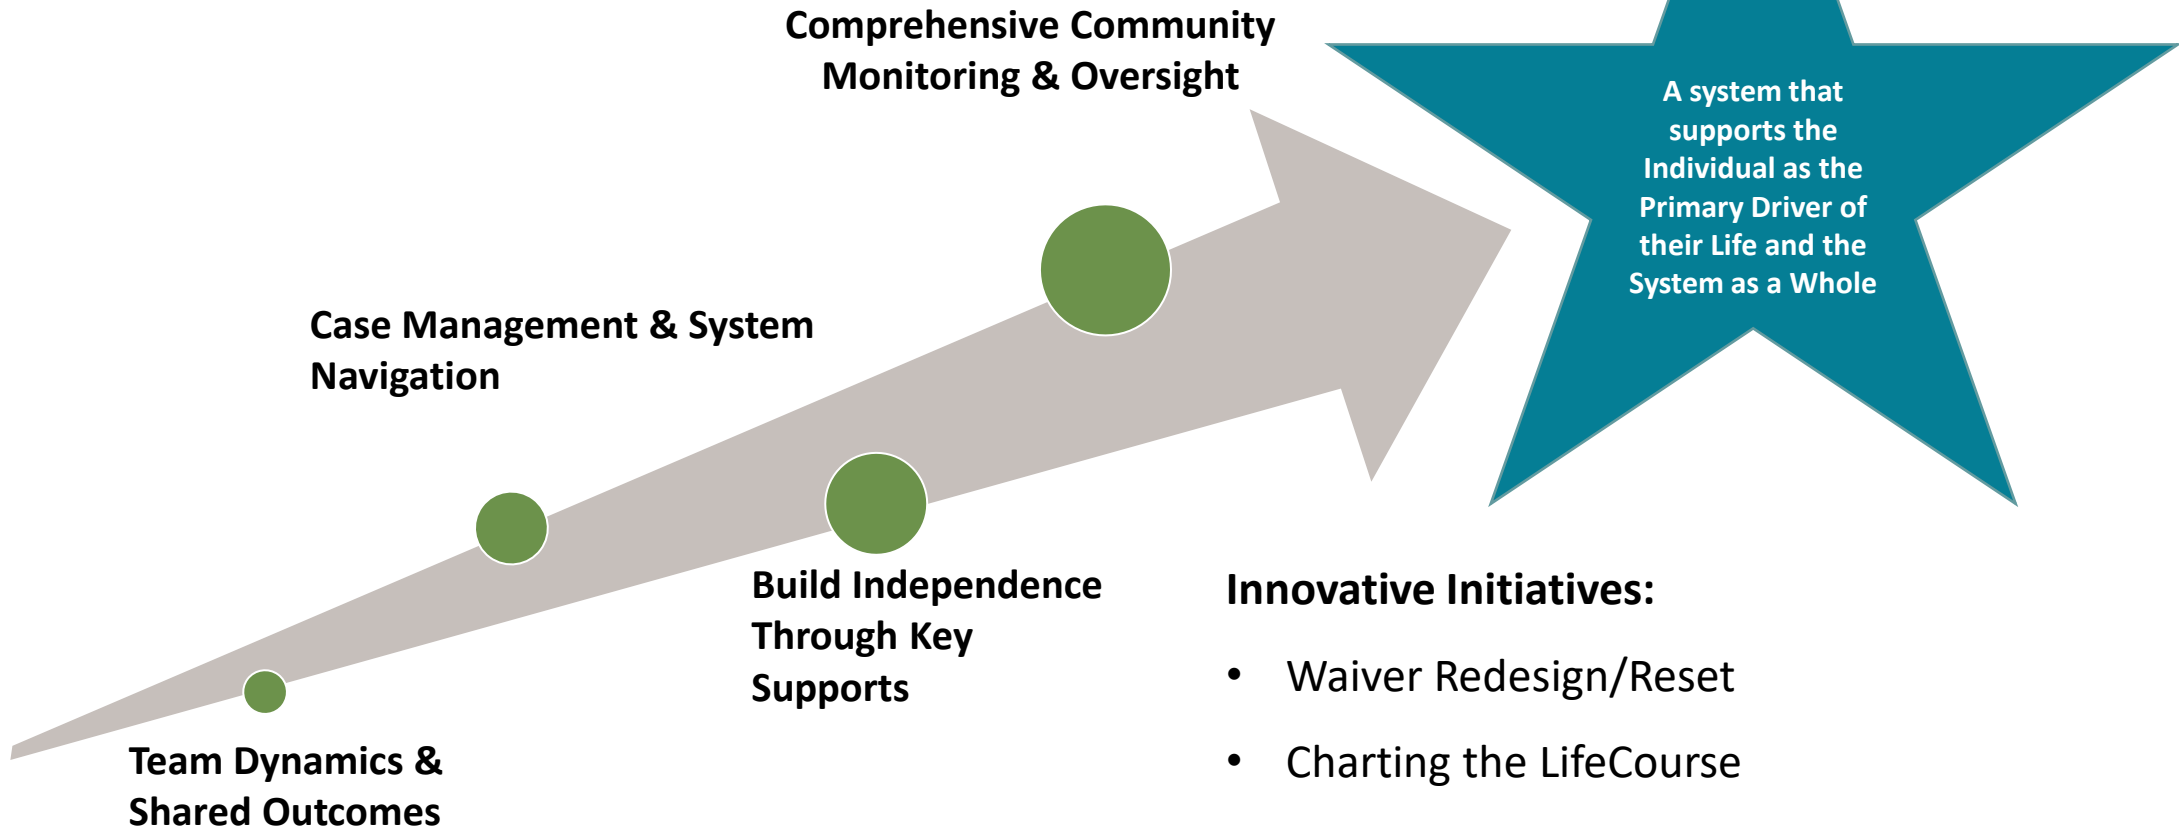 Comprehensive Community
Monitoring & Oversight
A system that
supports the
Individual as the
Primary Driver of
their Life and the
System as a Whole
Case Management & System
Navigation
Build Independence
Through Key
Supports
Team Dynamics &
Shared Outcomes
Innovative Initiatives:
• Waiver Redesign/Reset
• Charting the LifeCourse